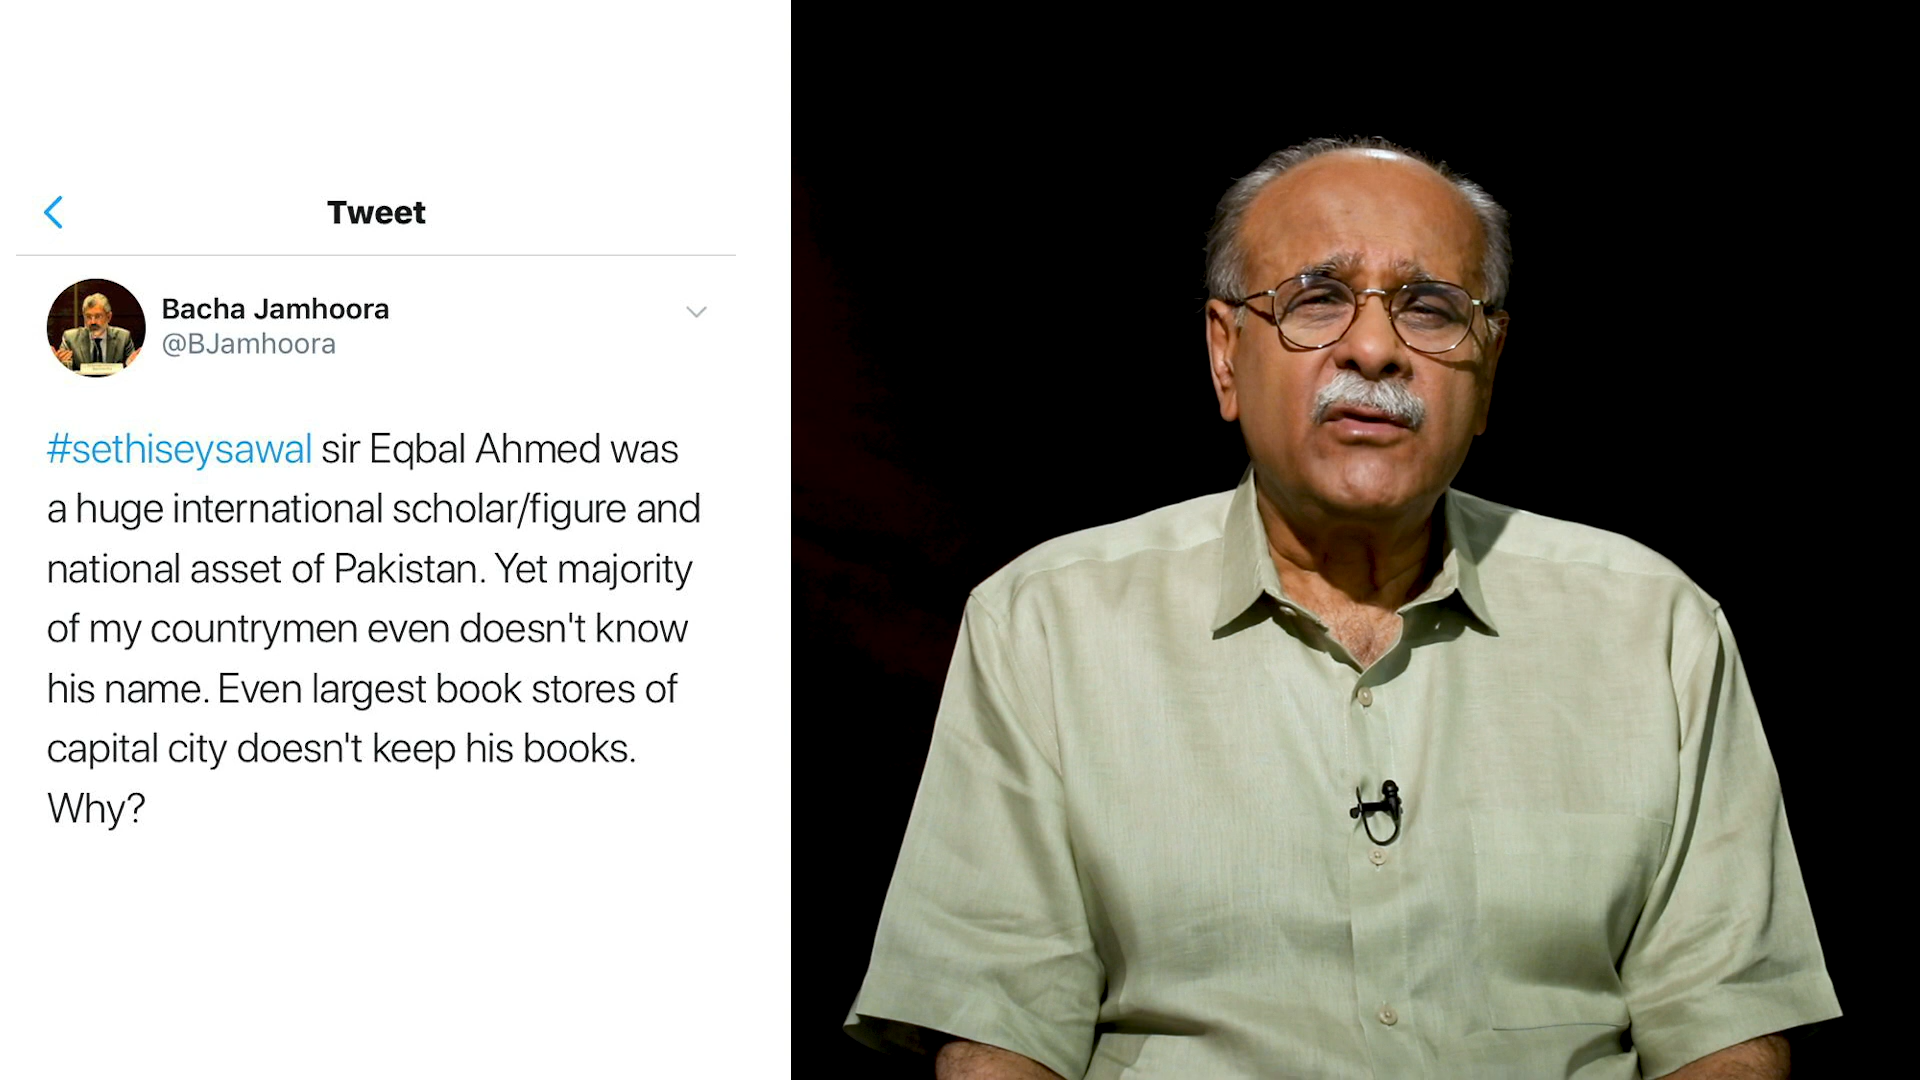 Tweet
Bacha Jamhoora
@BJamhoora
#sethiseysawal sir Eqbal Ahmed was
a huge international scholar/figure and
national asset of Pakistan. Yet majority
of my countrymen even doesn't know
his name. Even largest book stores of
capital city doesn't keep his books.
Why?